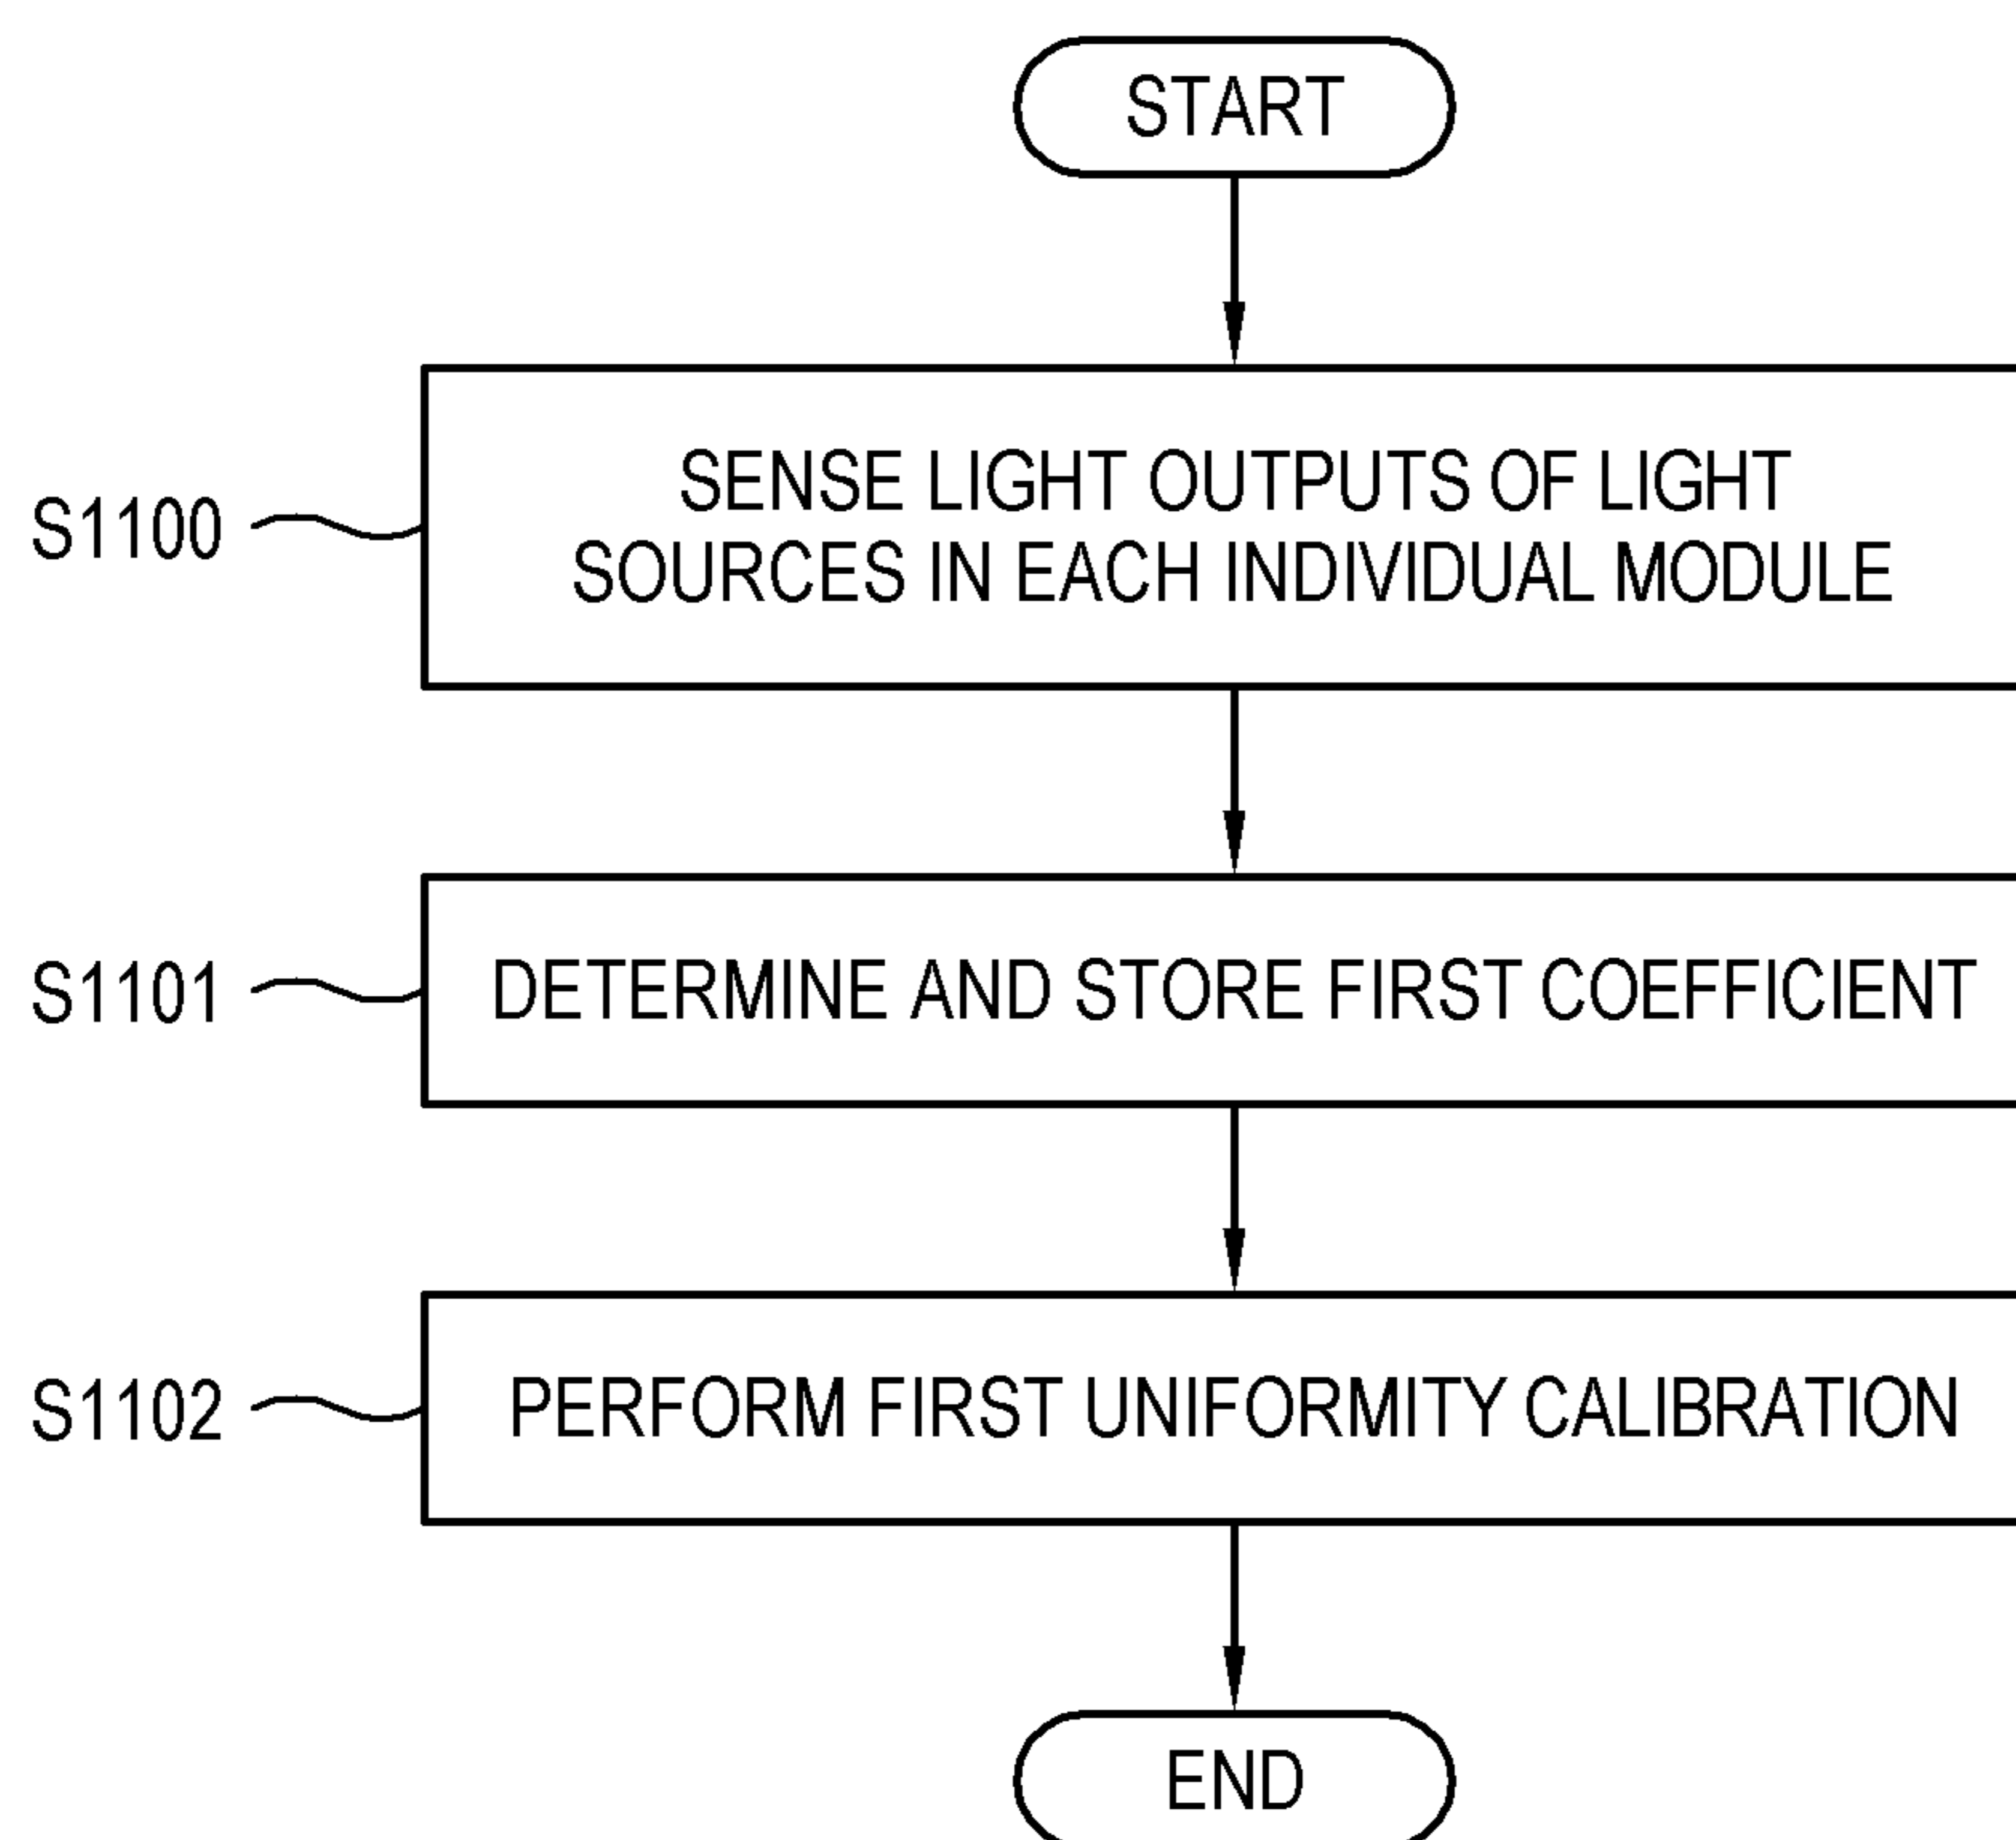 START
S1100
SENSE LIGHT OUTPUTS OF LIGHT
SOURCES IN EACH INDIVIDUAL MODULE
S1101
DETERMINE AND STORE FIRST COEFFICIENT
S1102
PERFORM FIRST UNIFORMITY CALIBRATION
END